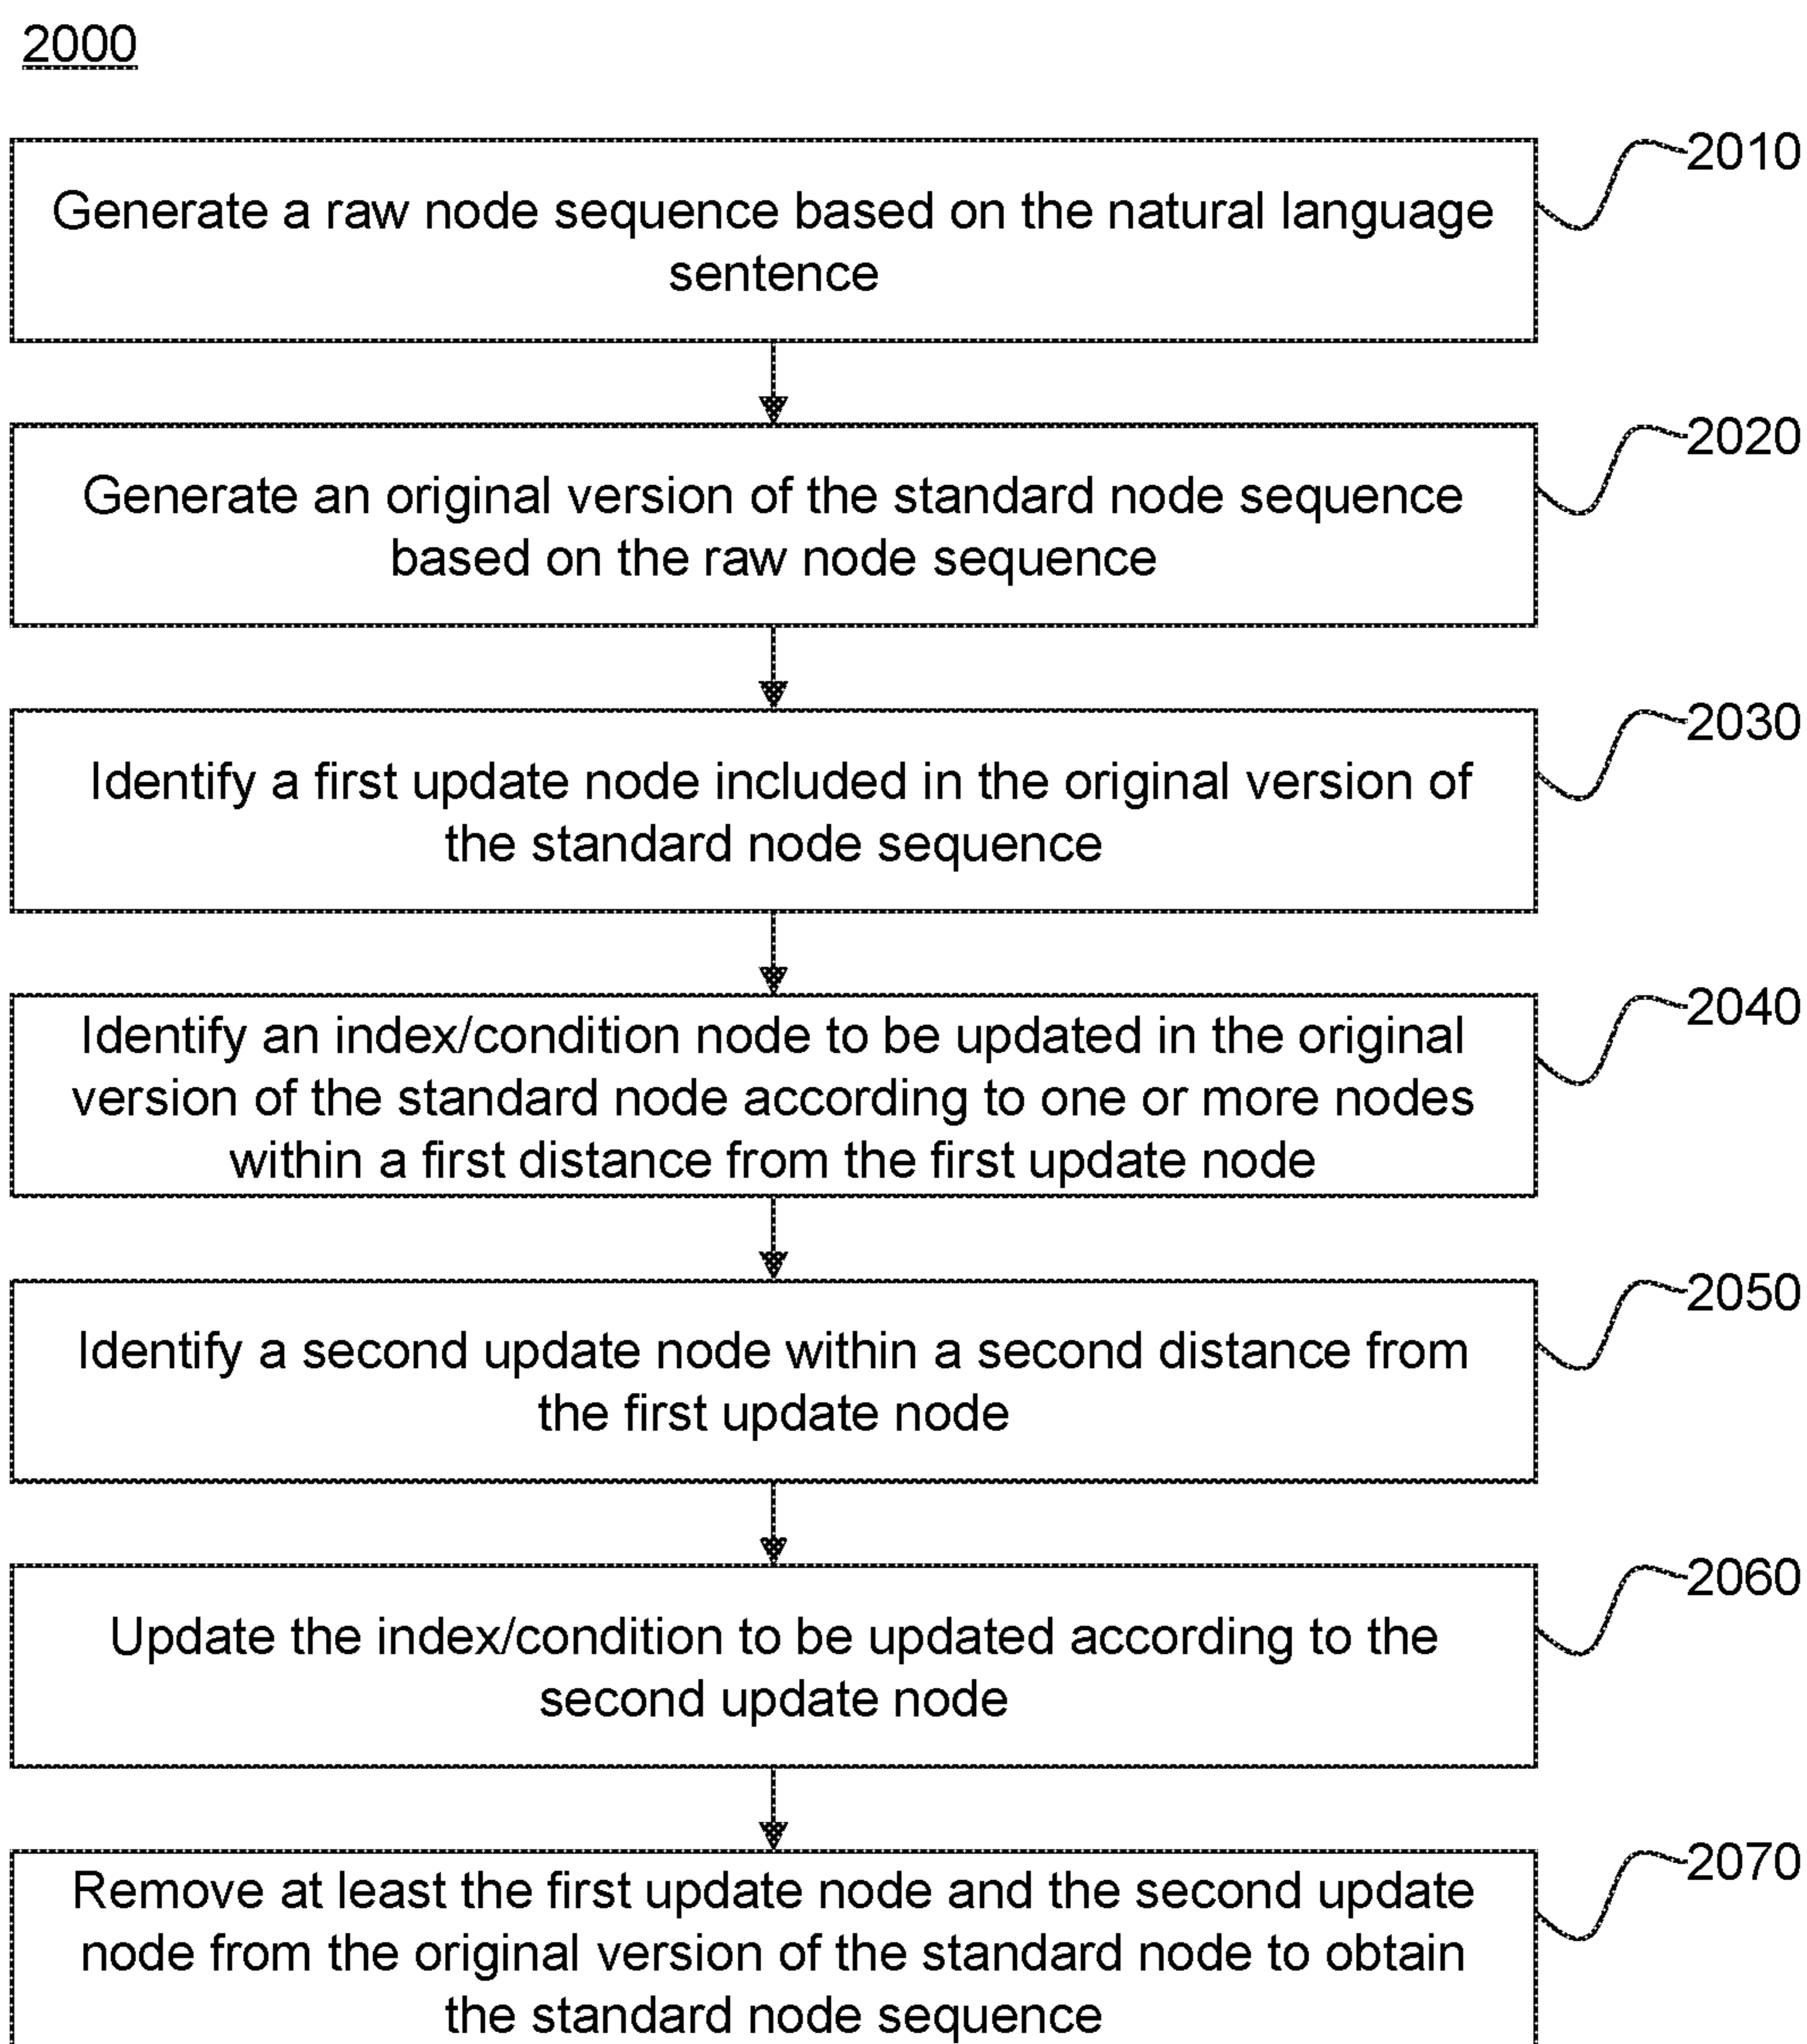 2000
2010
Generate a raw node sequence based on the natural language
sentence
2020
Generate an original version of the standard node sequence
based on the raw node sequence
2030
Identify a first update node included in the original version of
the standard node sequence
2040
Identify an index/condition node to be updated in the original
version of the standard node according to one or more nodes
within a first distance from the first update node
2050
Identify a second update node within a second distance from
the first update node
2060
Update the index/condition to be updated according to the
second update node
2070
Remove at least the first update node and the second update
node from the original version of the standard node to obtain
the standard node sequence